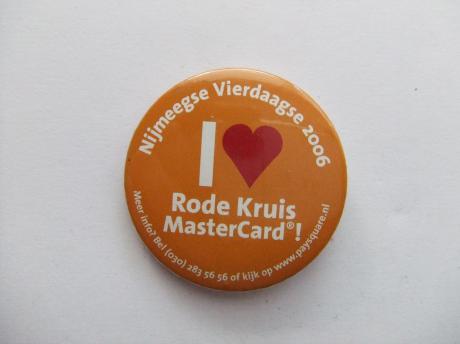 Nijmeegse Vierdaagse 2006
I
Rode Kruis
MasterCard®!
Meer info? Bel (030) 283 56 56 of kijk op www.paysquare.nl